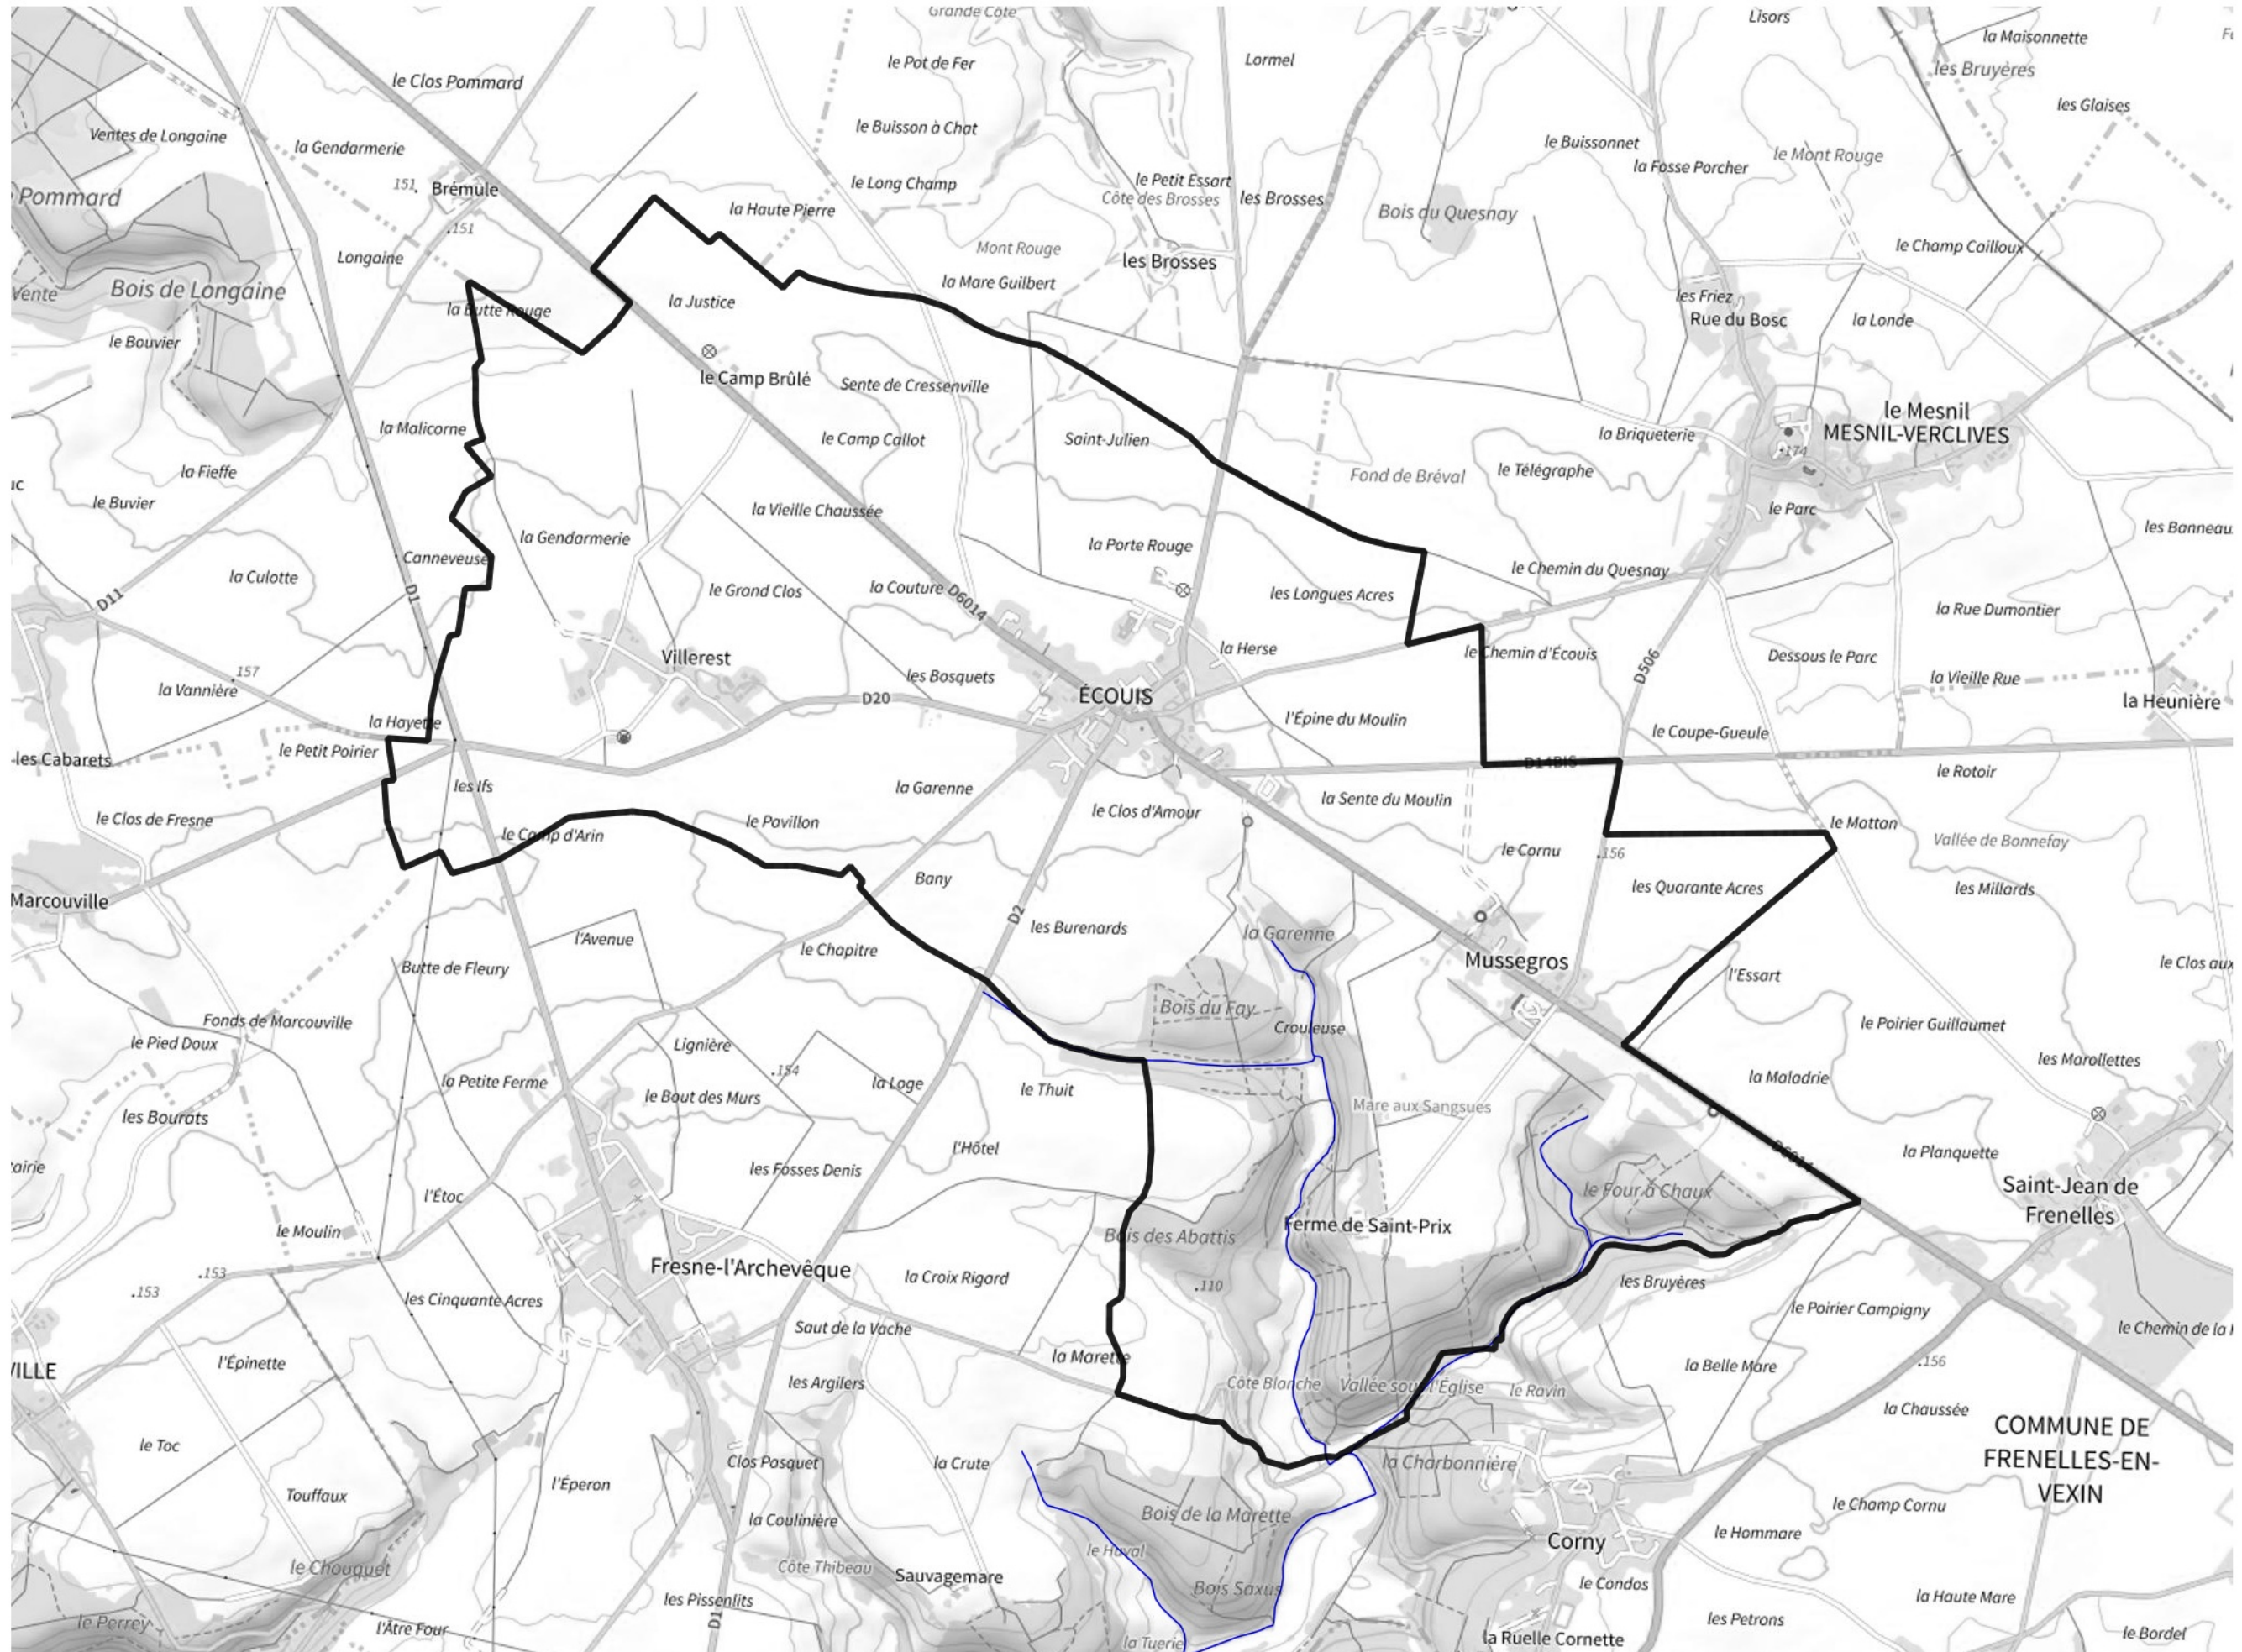 Grande Côte
Lisors
la Maisonnette
le Pot de Fer
Lormel
les Bruyères
le Clos Pommard
les Glaises
Ventes de Longaine
la Gendarmerie
le Buisson à Chat
le Buissonnet
la Fosse Porcher
le Mont Rouge
151
Brémule
le Long Champ
le Petit Essart
Côte des Brosses
les Brosses
Bois du Quesnay
Pommard
la Haute Pierre
151
Mont Rouge
le Champ Cailloux
Longaine
les Brosses
la Mare Guilbert
Vente
Bois de Longaine
la Butte Rouge
la Justice
les Friez
Rue du Bosc
la Londe
le Bouvier
le Camp Brûlé
Sente de Cressenville
le Mesnil
MESNIL-VERCLIVES
la Malicorne
le Camp Callot
Saint-Julien
la Briqueterie
174
la Fieffe
Fond de Bréval
le Télégraphe
le Buvier
la Vieille Chaussée
le Parc
les Banneau
la Gendarmerie
la Porte Rouge
Canneveuse
le Chemin du Quesnay
la Culotte
D11
D1
le Grand Clos
la Couture
D6014
les Longues Acres
la Rue Dumontier
Villerest
la Herse
le Chemin d'Écouis
D506
Dessous le Parc
157
la Vannière
les Bosquets
ÉCOUIS
la Vieille Rue
D20
la Heunière
la Hayette
l'Épine du Moulin
le Coupe-Gueule
le Petit Poirier
les Cabarets
D14BIS
le Rotoir
les Ifs
la Garenne
la Sente du Moulin
le Clos d'Amour
le Clos de Fresne
le Camp d'Arin
le Pavillon
le Mottan
Vallée de Bonnefay
le Cornu
156
Bany
les Quarante Acres
les Millards
Marcouville
D2
les Burenards
l'Avenue
le Chapitre
la Garenne
Mussegros
le Clos aux
Butte de Fleury
l'Essart
Bois du Fay
Fonds de Marcouville
Crouleuse
le Poirier Guillaumet
le Pied Doux
Lignière
154
les Marollettes
la Petite Ferme
la Loge
le Thuit
la Maladrie
le Bout des Murs
Mare aux Sangsues
les Bourats
l'Hôtel
D6014
la Planquette
les Fosses Denis
l'Étoc
le Four à Chaux
Saint-Jean de
Frenelles
le Moulin
Ferme de Saint-Prix
Bois des Abattis
Fresne-l'Archevêque
153
153
la Croix Rigard
110
les Bruyères
les Cinquante Acres
le Poirier Campigny
Saut de la Vache
le Chemin de la
l'Épinette
la Marette
156
la Belle Mare
VILLE
les Argilers
Côte Blanche
Vallée sous l'Église
le Ravin
la Chaussée
COMMUNE DE
FRENELLES-EN-
VEXIN
le Toc
Clos Pasquet
la Crute
la Charbonnière
l'Éperon
Touffaux
le Champ Cornu
la Coulinière
Bois de la Marette
le Hommare
Corny
le Huval
le Chouquet
Côte Thibeau
Sauvagemare
Bois Saxus
le Condos
les Pissenlits
la Haute Mare
le Perrey
l'Âtre Four
D1
les Petrons
la Tuerie
la Ruelle Cornette
le Bordel